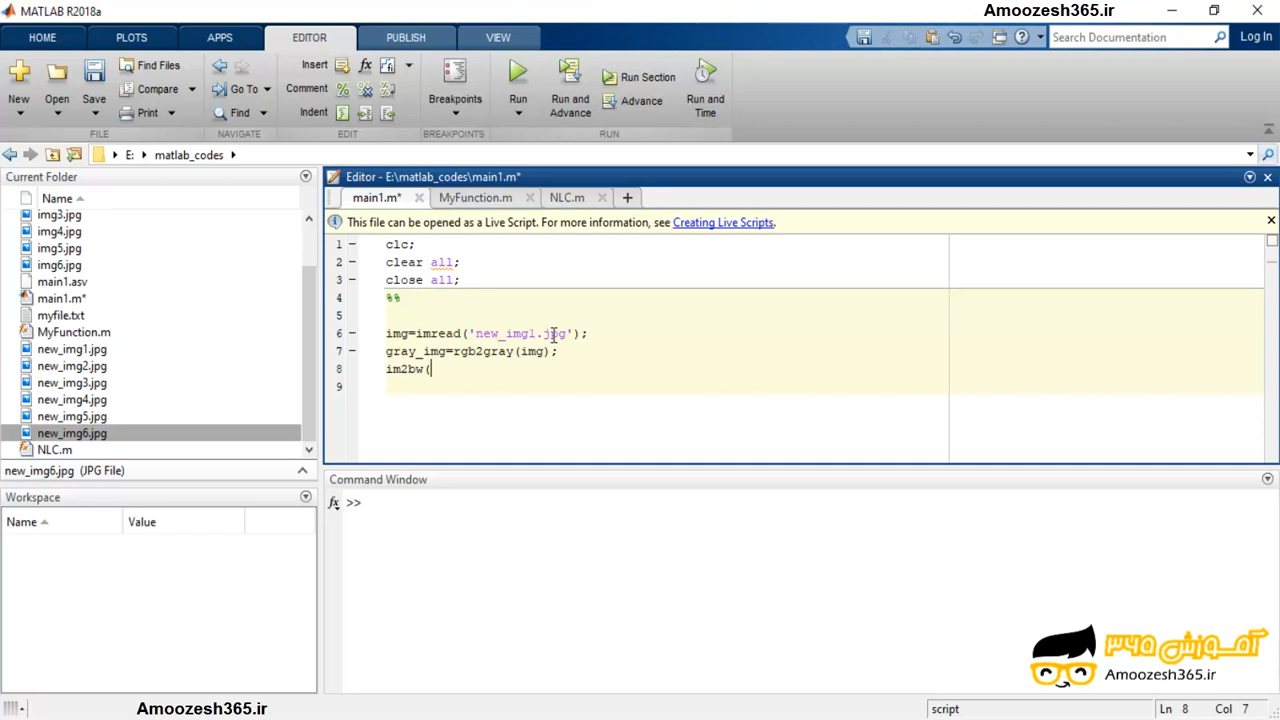 MATLAB R2018a
Amoozesh365.ir
HOME PLOTS APPS EDITOR PUBLISH VIEW
Search Documentation
Log In
New Open Save
Find Files
Compare
Print
Go To
Find
Insert
Comment
Indent
Breakpoints
Run
Run and Advance
Run Section
Advance
Run and Time
FILE NAVIGATE EDIT BREAKPOINTS RUN
E: matlab_codes
Current Folder
Name
img3.jpg
img4.jpg
img5.jpg
img6.jpg
main1.asv
main1.m*
myfile.txt
MyFunction.m
new_img1.jpg
new_img2.jpg
new_img3.jpg
new_img4.jpg
new_img5.jpg
new_img6.jpg
NLC.m
new_img6.jpg (JPG File)
Workspace
Name Value
Editor - E:\matlab_codes\main1.m*
main1.m* MyFunction.m NLC.m
This file can be opened as a Live Script. For more information, see Creating Live Scripts.
1 clc;
2 clear all;
3 close all;
4 %%
5
6 img=imread('new_img1.jpg');
7 gray_img=rgb2gray(img);
8 im2bw(
9
Command Window
fx >>
آموزش ۳۶۵
Amoozesh365.ir
Amoozesh365.ir
script
Ln 8 Col 7